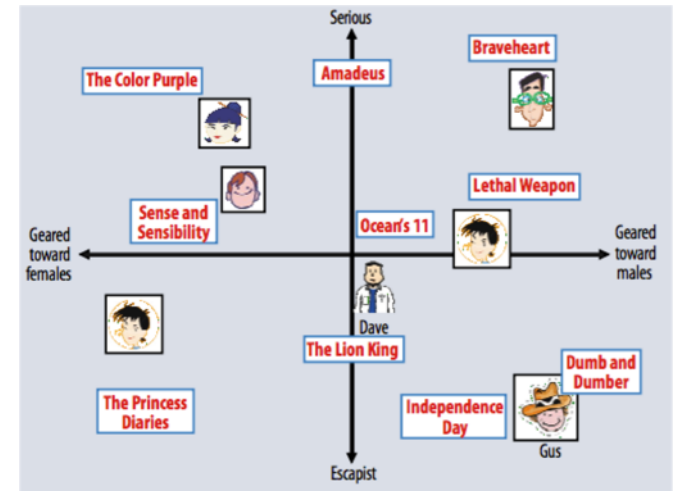 Serious
Braveheart
Amadeus
The Color Purple
Lethal Weapon
Sense and
Sensibility
Ocean's 11
Geared
toward
females
Geared
toward
males
Dave
The Lion King
Dumb and
Dumber
The Princess
Diaries
Independence
Day
Gus
Escapist